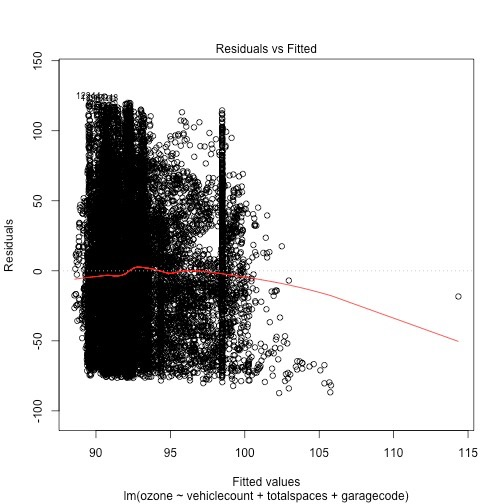 Residuals vs Fitted
150
100
50
0
-50
-100
Residuals
90 95 100 105 110 115
Fitted values
lm(ozone ~ vehiclecount + totalspaces + garagecode)